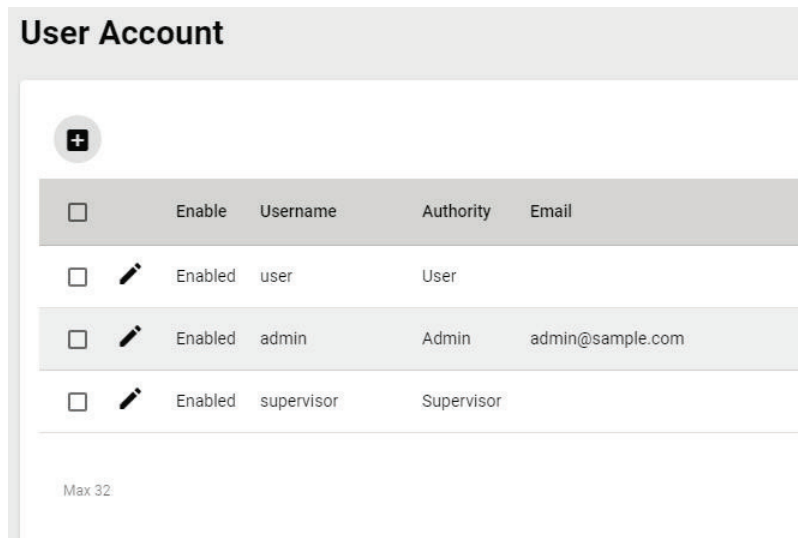 User Account
Enable Username Authority Email
Enabled user User
Enabled admin Admin admin@sample.com
Enabled supervisor Supervisor
Max 32